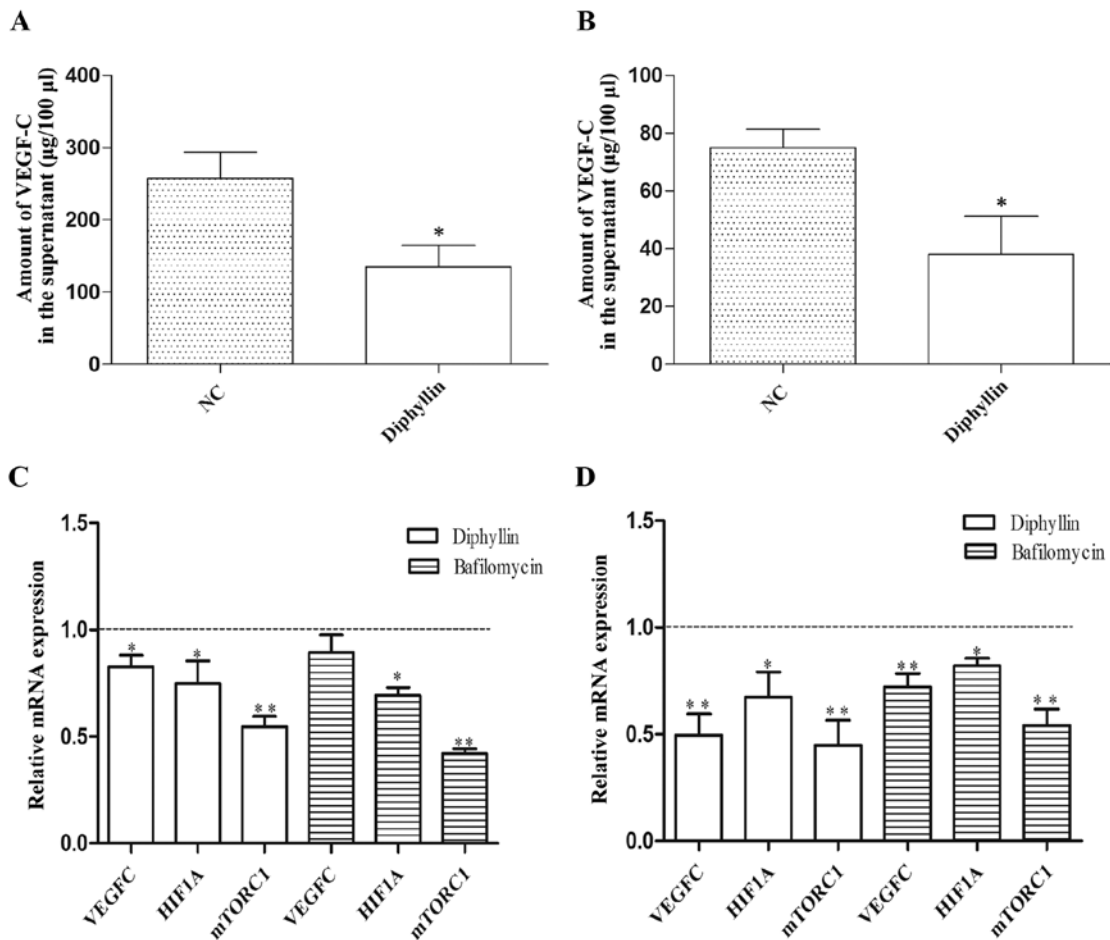 A
Amount of VEGF-C
in the supernatant (µg/100 µl)
400
300
200
100
0
*
NC
Diphyllin
B
Amount of VEGF-C
in the supernatant (µg/100 µl)
100
80
60
40
20
0
*
NC
Diphyllin
C
Relative mRNA expression
1.5
1.0
0.5
0.0
Diphyllin
Bafilomycin
* * ** * **
VEGFC
HIF1A
mTORC1
VEGFC
HIF1A
mTORC1
D
Relative mRNA expression
1.5
1.0
0.5
0.0
Diphyllin
Bafilomycin
** * ** ** * **
VEGFC
HIF1A
mTORC1
VEGFC
HIF1A
mTORC1